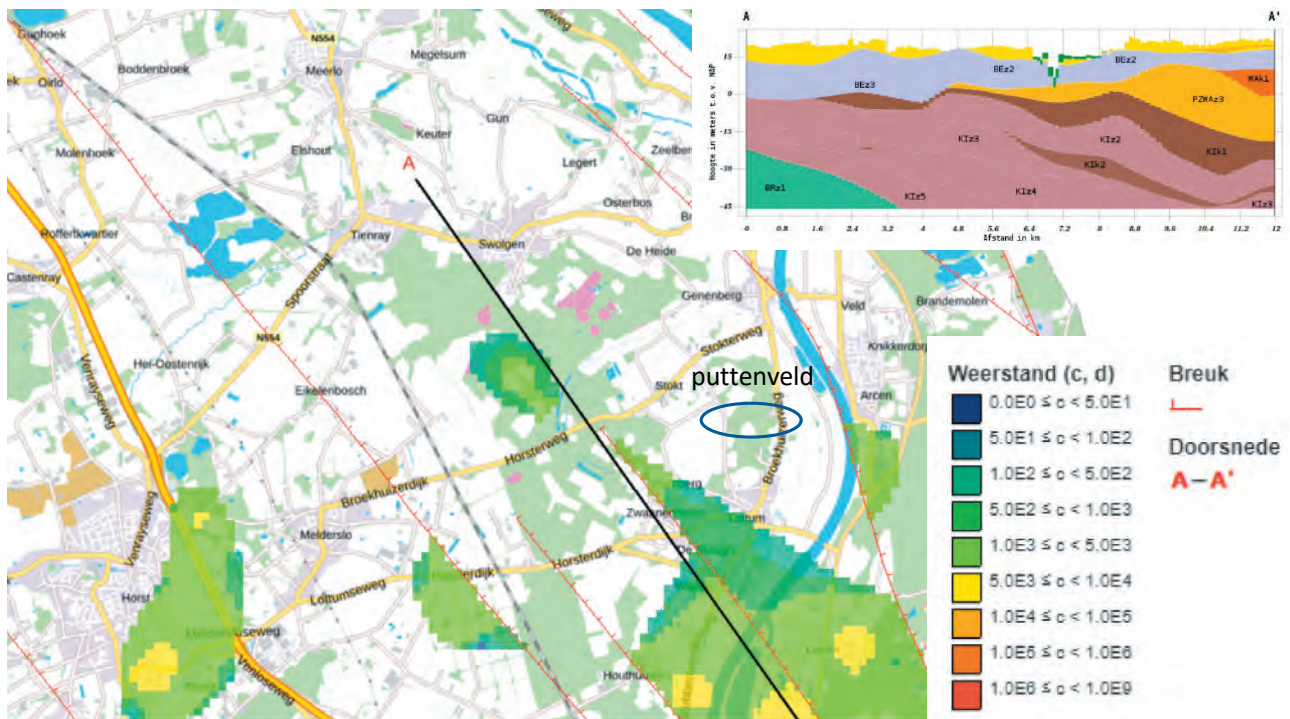 Boddenbroek
N554
Megelsum
Oirlo
Meerlo
Gun
Keuter
Molenhoek
Elshout
Legert
A
Osterbos
Roffertkwartier
Tienray
Swolgen
De Heide
Castenray
Spoorstraat
Genenberg
Veld
Brandemolen
N554
Stokterweg
Venrayseweg
Hei-Oostenrijk
Eikelenbosch
Stokt
puttenveld
Arcen
Horsterweg
Broekhuizerdijk
Venrayseweg
Melderslo
Horsterdijk
Lottum
Horst
Lottumseweg
Horsterdijk
Venloseweg
A
A'
Hoogte in meters t.o.v. NAP
15
0
-15
-30
-45
BEz3
BEz2
BEz2
WAk1
PZWAz3
KIz3
KIz2
KIk1
KIk2
BRz1
KIz5
KIz4
KIz3
0 0.8 1.6 2.4 3.2 4 4.8 5.6 6.4 7.2 8 8.8 9.6 10.4 11.2 12
Afstand in km
Weerstand (c, d)
0.0E0 ≤ c < 5.0E1
5.0E1 ≤ c < 1.0E2
1.0E2 ≤ c < 5.0E2
5.0E2 ≤ c < 1.0E3
1.0E3 ≤ c < 5.0E3
5.0E3 ≤ c < 1.0E4
1.0E4 ≤ c < 1.0E5
1.0E5 ≤ c < 1.0E6
1.0E6 ≤ c < 1.0E9
Breuk
Doorsnede
A – A'